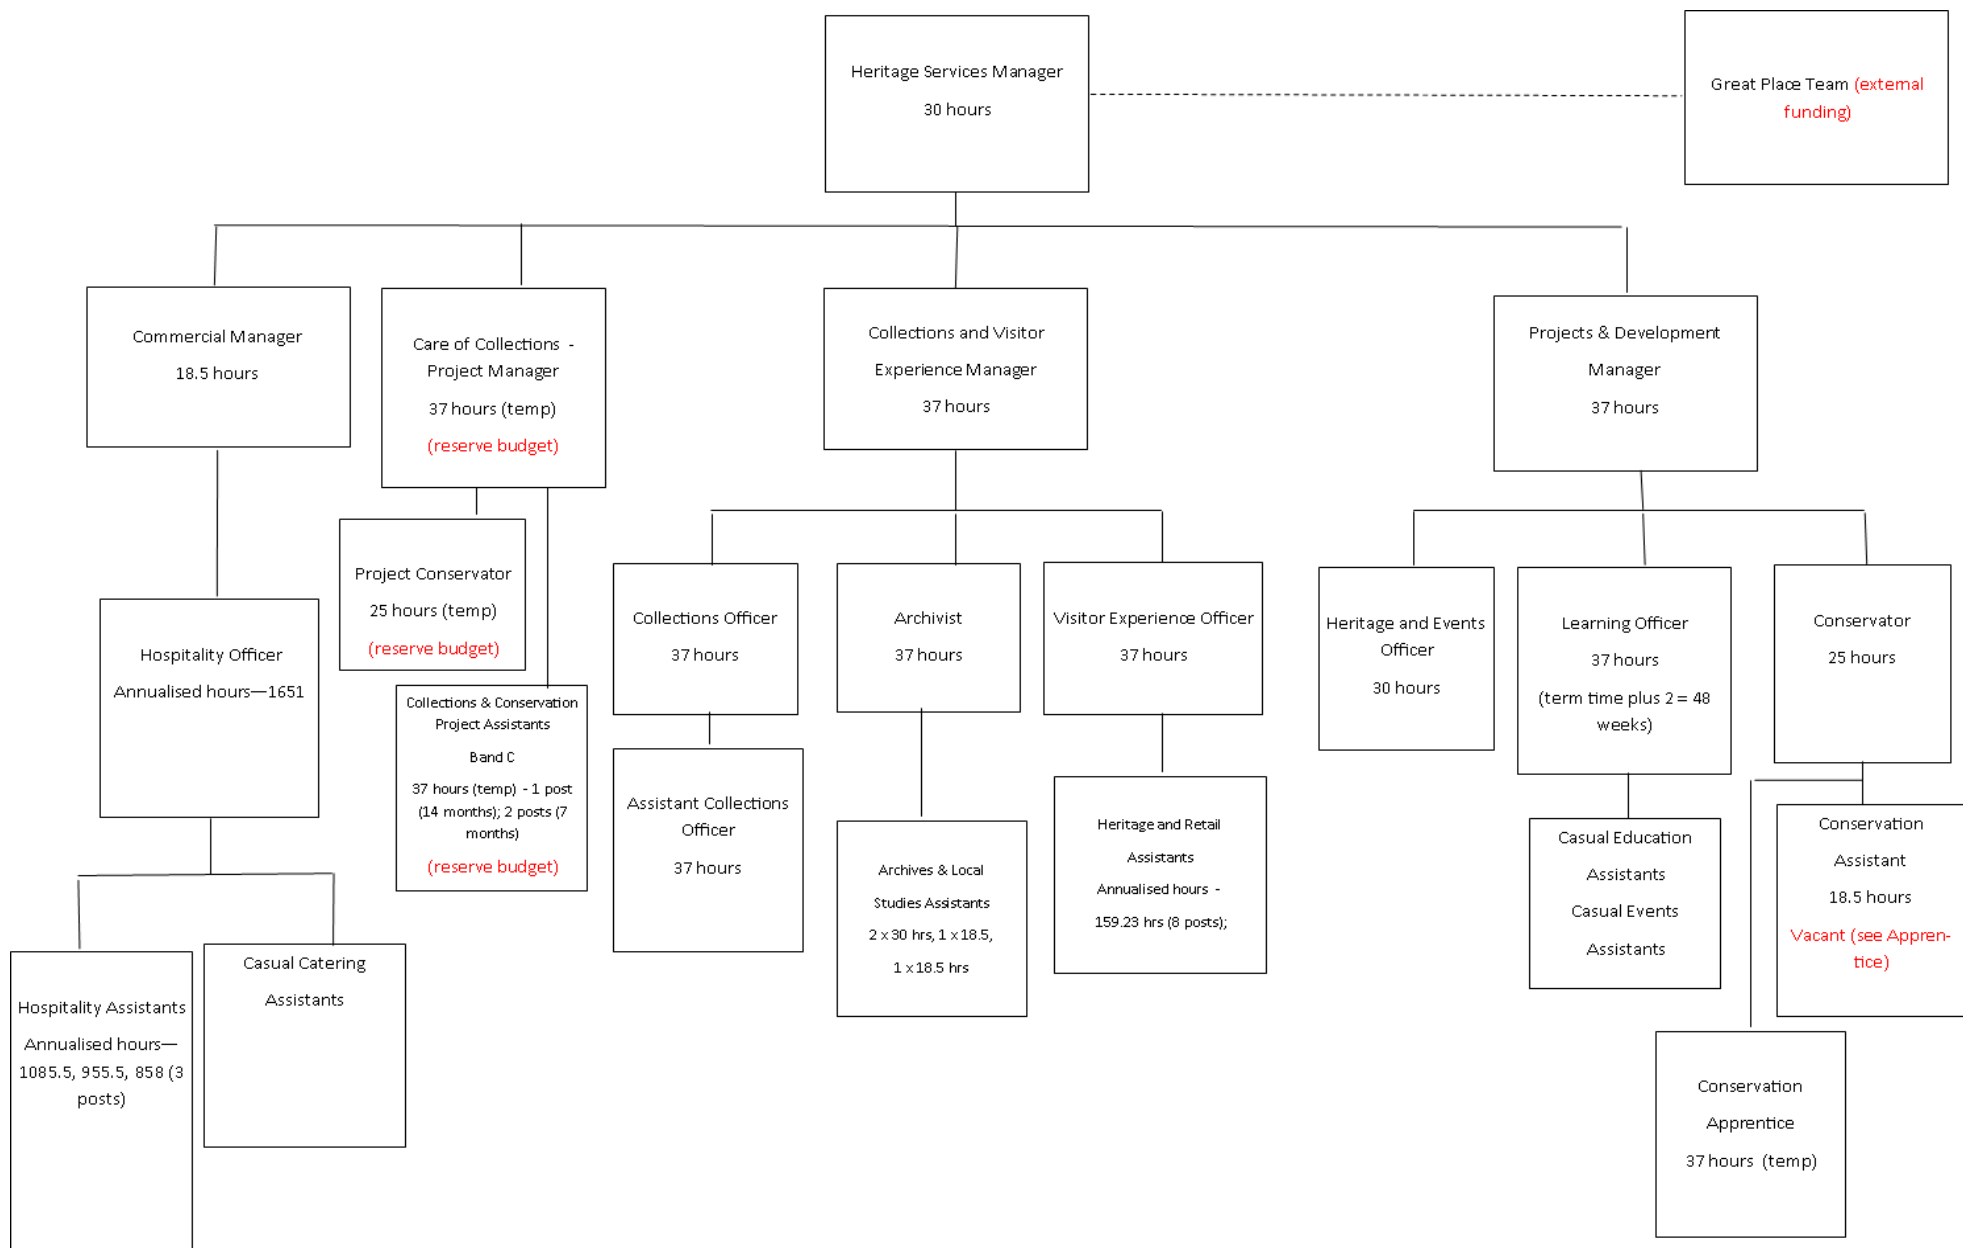 Heritage Services Manager
30 hours
Great Place Team (external
funding)
Commercial Manager
18.5 hours
Care of Collections -
Project Manager
37 hours (temp)
(reserve budget)
Collections and Visitor
Experience Manager
37 hours
Projects & Development
Manager
37 hours
Project Conservator
25 hours (temp)
(reserve budget)
Hospitality Officer
Annualised hours—1651
Collections & Conservation
Project Assistants
Band C
37 hours (temp) - 1 post
(14 months); 2 posts (7
months)
(reserve budget)
Collections Officer
37 hours
Archivist
37 hours
Visitor Experience Officer
37 hours
Heritage and Events
Officer
30 hours
Learning Officer
37 hours
(term time plus 2 = 48
weeks)
Conservator
25 hours
Assistant Collections
Officer
37 hours
Archives & Local
Studies Assistants
2 x 30 hrs, 1 x 18.5,
1 x 18.5 hrs
Heritage and Retail
Assistants
Annualised hours -
159.23 hrs (8 posts);
Casual Education
Assistants
Casual Events
Assistants
Conservation
Assistant
18.5 hours
Vacant (see Appren-
tice)
Hospitality Assistants
Annualised hours—
1085.5, 955.5, 858 (3
posts)
Casual Catering
Assistants
Conservation
Apprentice
37 hours (temp)